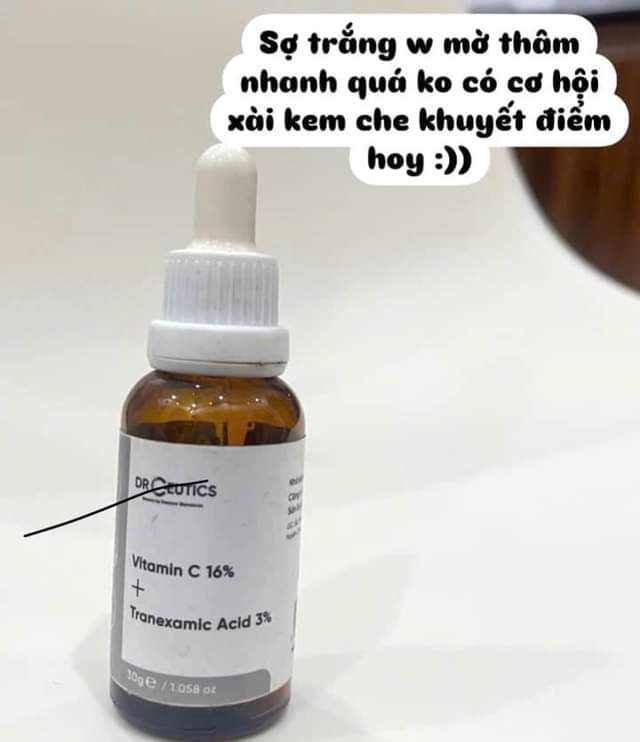 Sợ trắng w mờ thâm
nhanh quá ko có cơ hội
xài kem che khuyết điểm
hoy :))
DRCEUTICS
Vitamin C 16%
+
Tranexamic Acid 3%
30g e / 1.058 oz